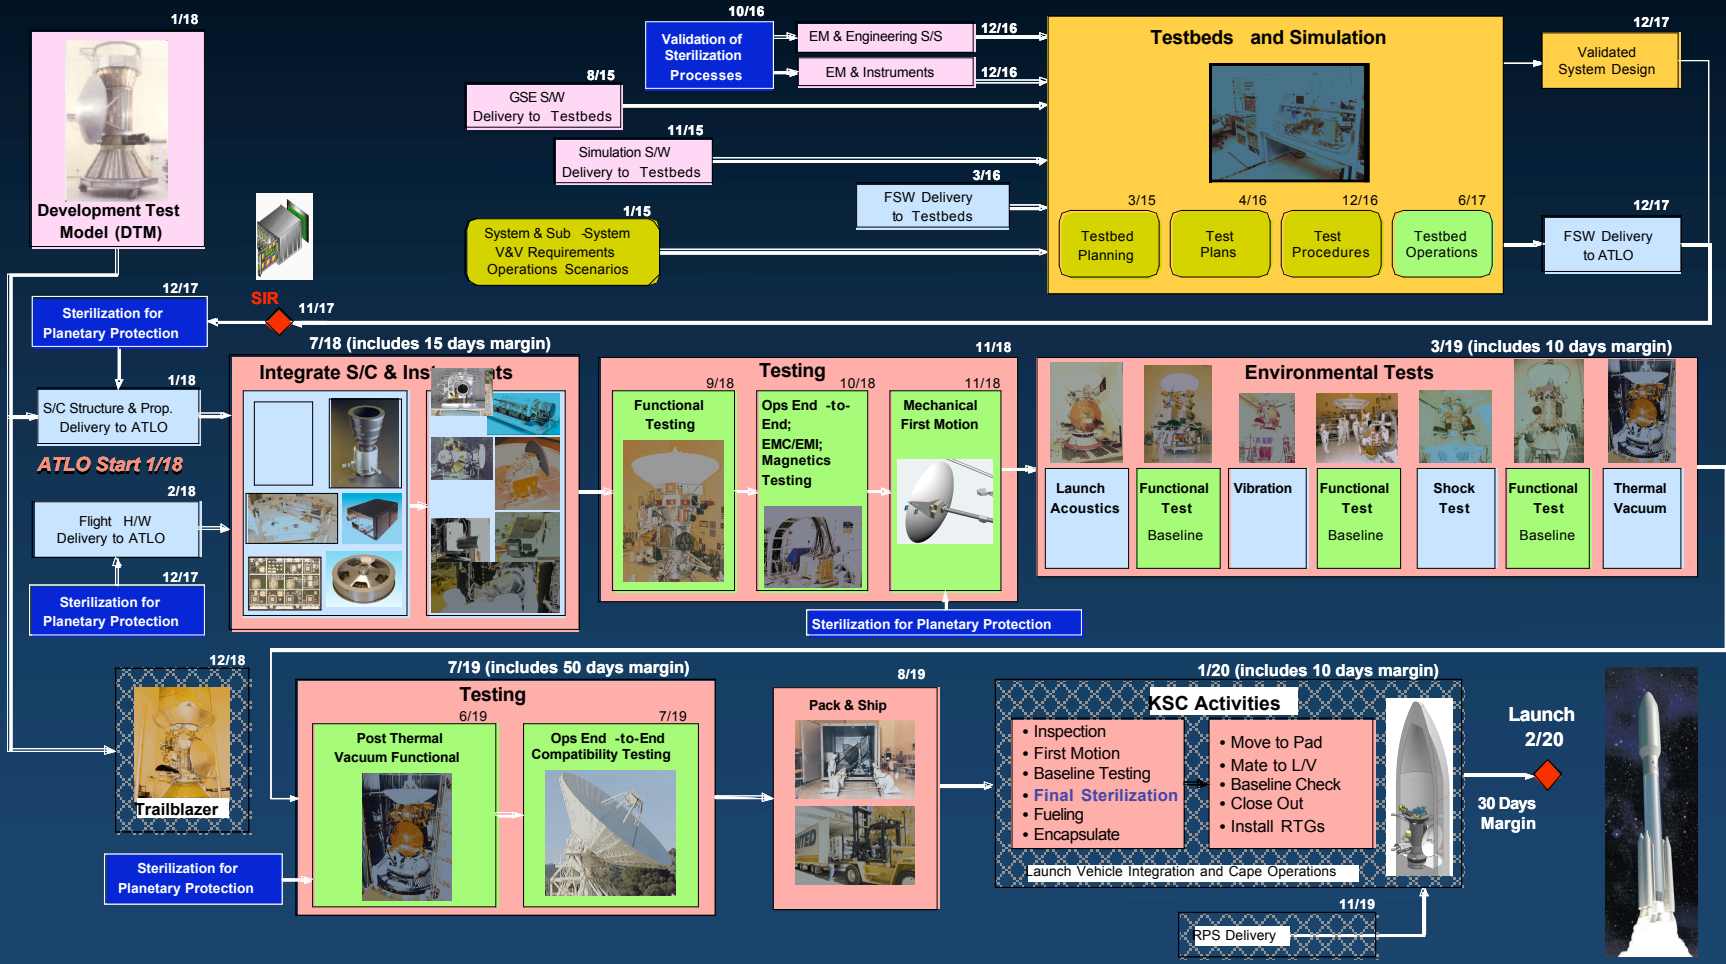 1/18
Development Test
Model (DTM)
10/16
Validation of
Sterilization
Processes
EM & Engineering S/S
12/16
EM & Instruments
12/16
8/15
GSE S/W
Delivery to Testbeds
11/15
Simulation S/W
Delivery to Testbeds
3/16
FSW Delivery
to Testbeds
1/15
System & Sub -System
V&V Requirements
Operations Scenarios
Testbeds and Simulation
3/15
Testbed
Planning
4/16
Test
Plans
12/16
Test
Procedures
6/17
Testbed
Operations
12/17
Validated
System Design
12/17
FSW Delivery
to ATLO
SIR
11/17
12/17
Sterilization for
Planetary Protection
1/18
S/C Structure & Prop.
Delivery to ATLO
ATLO Start 1/18
2/18
Flight H/W
Delivery to ATLO
12/17
Sterilization for
Planetary Protection
7/18 (includes 15 days margin)
Integrate S/C & Instruments
11/18
Testing
9/18
Functional
Testing
10/18
Ops End -to-
End;
EMC/EMI;
Magnetics
Testing
11/18
Mechanical
First Motion
Sterilization for Planetary Protection
3/19 (includes 10 days margin)
Environmental Tests
Launch
Acoustics
Functional
Test
Baseline
Vibration
Functional
Test
Baseline
Shock
Test
Functional
Test
Baseline
Thermal
Vacuum
12/18
Trailblazer
Sterilization for
Planetary Protection
7/19 (includes 50 days margin)
Testing
6/19
Post Thermal
Vacuum Functional
7/19
Ops End -to-End
Compatibility Testing
8/19
Pack & Ship
1/20 (includes 10 days margin)
KSC Activities
• Inspection
• First Motion
• Baseline Testing
• Final Sterilization
• Fueling
• Encapsulate
• Move to Pad
• Mate to L/V
• Baseline Check
• Close Out
• Install RTGs
Launch Vehicle Integration and Cape Operations
11/19
RPS Delivery
Launch
2/20
30 Days
Margin